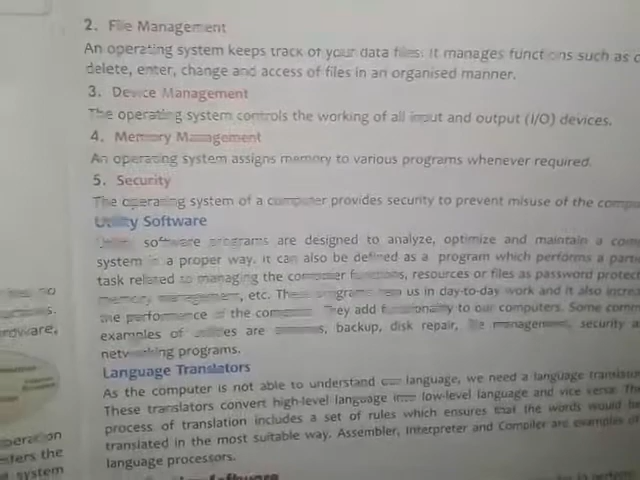 2. File Management
An operating system keeps track of your data files. It manages functions such as
delete, enter, change and access of files in an organised manner.
3. Device Management
The operating system controls the working of all input and output (I/O) devices.
4. Memory Management
An operating system assigns memory to various programs whenever required.
5. Security
The operating system of a computer provides security to prevent misuse of the
Utility Software
software programs are designed to analyze, optimize and maintain a
system in a proper way. it can also be defined as a program which performs a
task related to managing the computer functions, resources or files as password
memory management, etc. These programs us in day-to-day work and it also
the performance of the They add functionality to our computers. Some
examples of utilities are backup, disk repair, file management, security
networking programs.
Language Translators
As the computer is not able to understand our language, we need a language
These translators convert high-level language into low-level language and vice versa.
process of translation includes a set of rules which ensures that the words would
translated in the most suitable way. Assembler, Interpreter and Compiler are examples of
language processors.
the
system